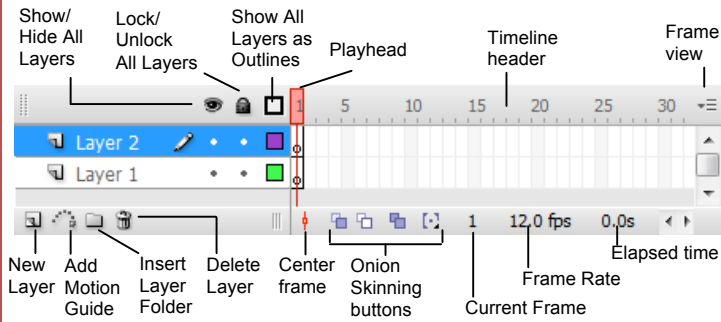 Show/
Hide All
Layers
Lock/
Unlock
All Layers
Show All
Layers as
Outlines
Playhead
Timeline
header
Frame
view
1 5 10 15 20 25 30
Layer 2
Layer 1
1 12.0 fps 0.0s
New
Layer
Add
Motion
Guide
Insert
Layer
Folder
Delete
Layer
Center
frame
Onion
Skinning
buttons
Current Frame
Frame Rate
Elapsed time